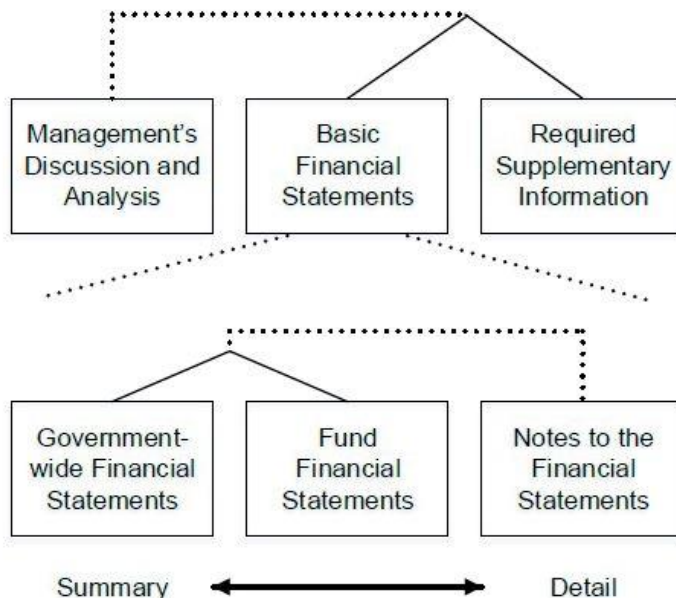 Management's
Discussion and
Analysis
Basic
Financial
Statements
Required
Supplementary
Information
Government-
wide Financial
Statements
Fund
Financial
Statements
Notes to the
Financial
Statements
Summary
Detail